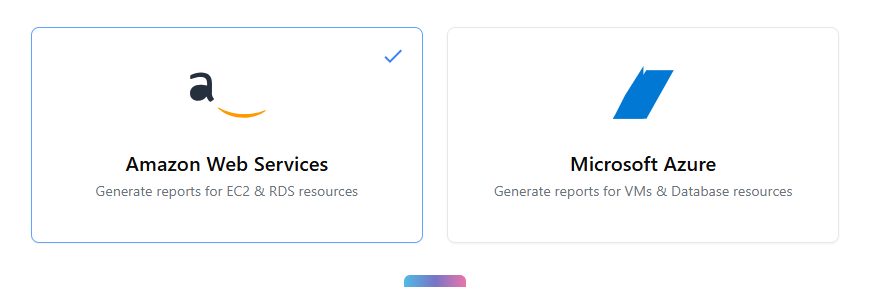 a
Amazon Web Services
Generate reports for EC2 & RDS resources
Microsoft Azure
Generate reports for VMs & Database resources